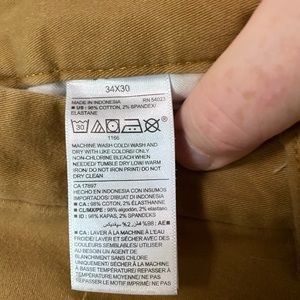 34X30
MADE IN INDONESIA RN 54023
■ US: 98% COTTON, 2% SPANDEX/
ELASTANE
30
1166
MACHINE WASH COLD/ WASH AND
DRY WITH LIKE COLORS/ ONLY
NON-CHLORINE BLEACH WHEN
NEEDED/ TUMBLE DRY LOW/ WARM
IRON/ DO NOT IRON PRINT/ DO NOT
DRY CLEAN
CA 17897
HECHO EN INDONESIA CON INSUMOS
IMPORTADOS/ DIBUAT DI INDONESIA
■ CA: 98% COTON, 2% ÉLASTHANNE
■ CL/MX/PE: 98% algodón, 2% elastano
■ ID: 98% KAPAS, 2% SPANDEKS
■ AE: 98% قطن 2%
■ CA: LAVER À LA MACHINE À L'EAU
FROIDE/ LAVER ET SÉCHER AVEC DES
COULEURS SEMBLABLES/ AU
BESOIN UTILISER UN AGENT DE
BLANCHIMENT SANS CHLORE
UNIQUEMENT/ SÉCHER À LA MACHINE
À BASSE TEMPÉRATURE/ REPASSER À
TEMPÉRATURE MOYENNE/ NE PAS
REPASSER L'IMPRIMÉ/ NE PAS